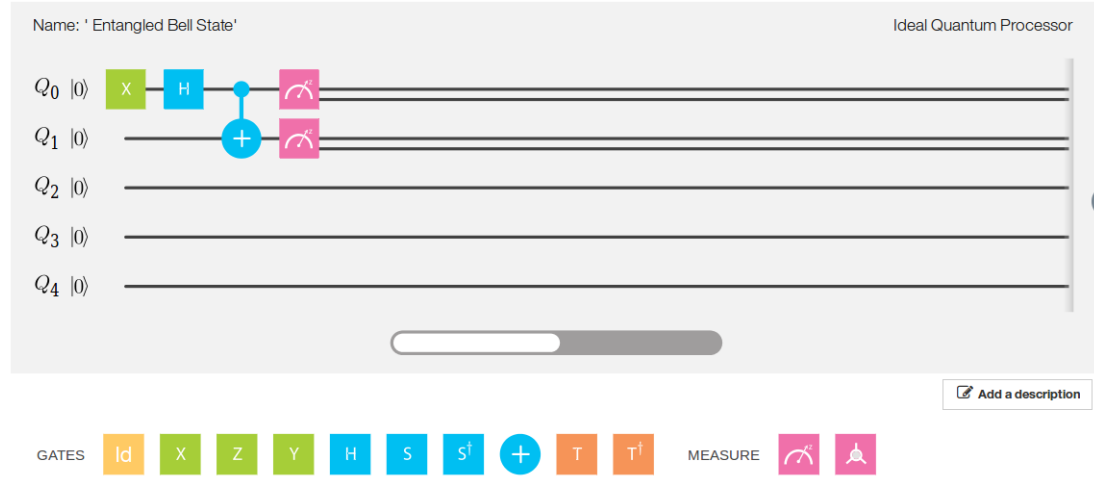 Name: ' Entangled Bell State' Ideal Quantum Processor
Q0 |0⟩ X H z
Q1 |0⟩ + z
Q2 |0⟩
Q3 |0⟩
Q4 |0⟩
Add a description
GATES Id X Z Y H S S† + T T† MEASURE z